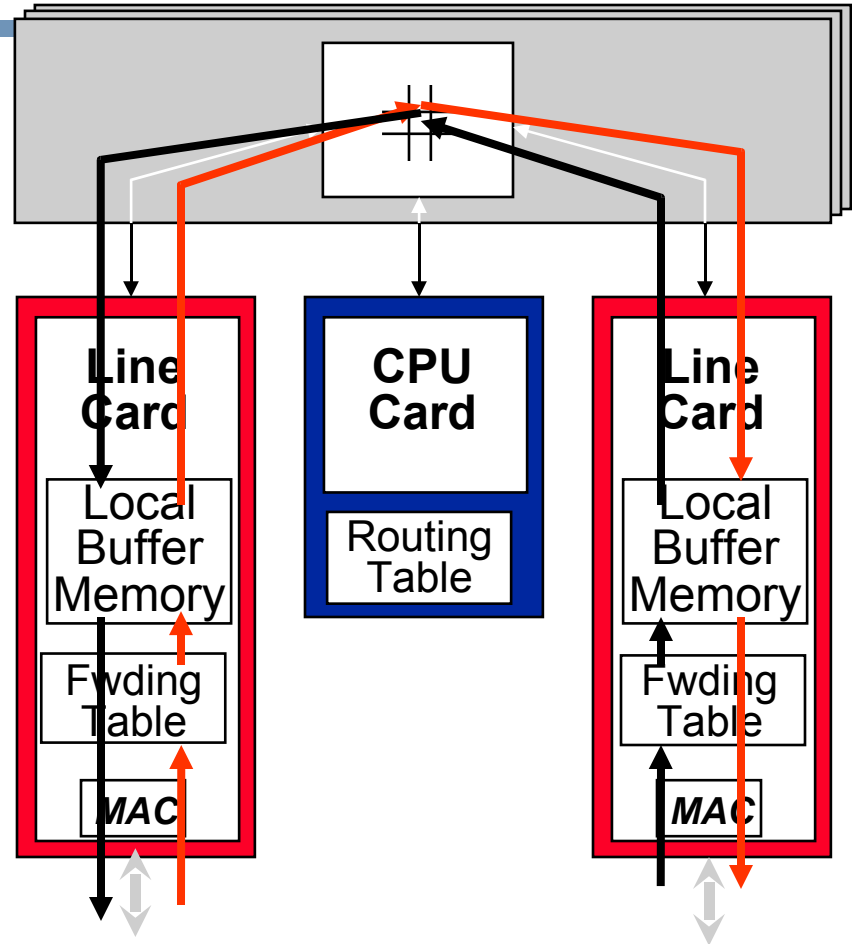 Line
Card
Local
Buffer
Memory
Fwding
Table
MAC
CPU
Card
Routing
Table
Line
Card
Local
Buffer
Memory
Fwding
Table
MAC